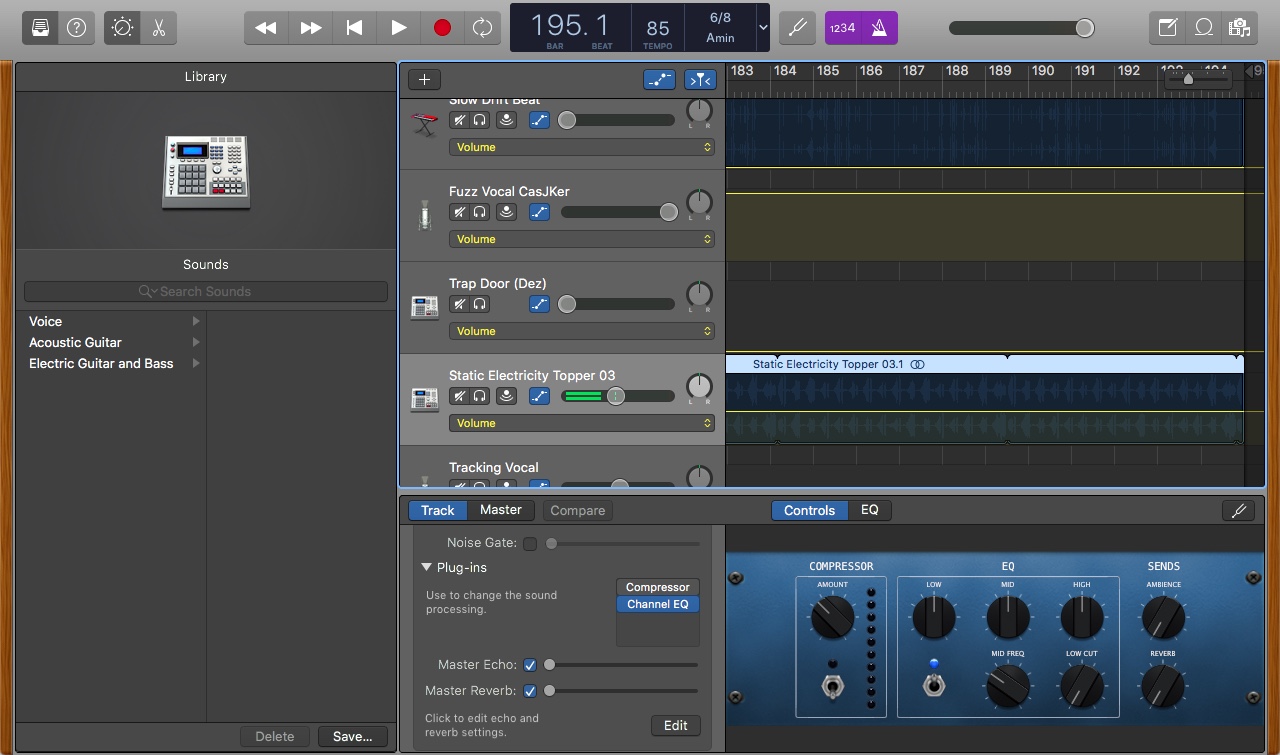 195.1
BAR
BEAT
85
TEMPO
6/8
Amin
1234
Library
Sounds
Search Sounds
Voice
Acoustic Guitar
Electric Guitar and Bass
Delete
Save...
183 184 185 186 187 188 189 190 191 192 193 194
Slow Drift Beat
L R
Volume
Fuzz Vocal CasJKer
L R
Volume
Trap Door (Dez)
L R
Volume
Static Electricity Topper 03
L R
Volume
Tracking Vocal
Static Electricity Topper 03.1
Track
Master
Compare
Controls
EQ
Noise Gate:
Plug-ins
Use to change the sound
processing.
Compressor
Channel EQ
Master Echo:
Master Reverb:
Click to edit echo and
reverb settings.
Edit
COMPRESSOR
AMOUNT
EQ
LOW
MID
HIGH
MID FREQ
LOW CUT
SENDS
AMBIENCE
REVERB